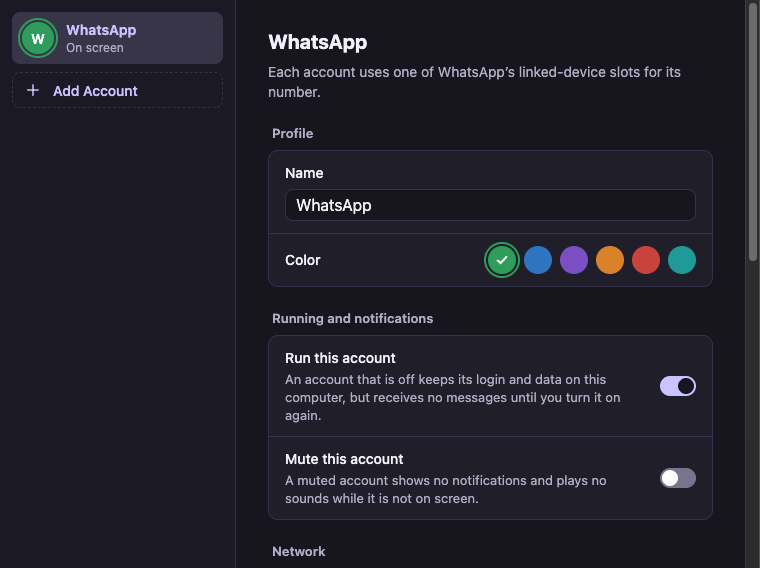 W
WhatsApp
On screen
+ Add Account
WhatsApp
Each account uses one of WhatsApp’s linked-device slots for its
number.
Profile
Name
WhatsApp
Color
Running and notifications
Run this account
An account that is off keeps its login and data on this
computer, but receives no messages until you turn it on
again.
Mute this account
A muted account shows no notifications and plays no
sounds while it is not on screen.
Network